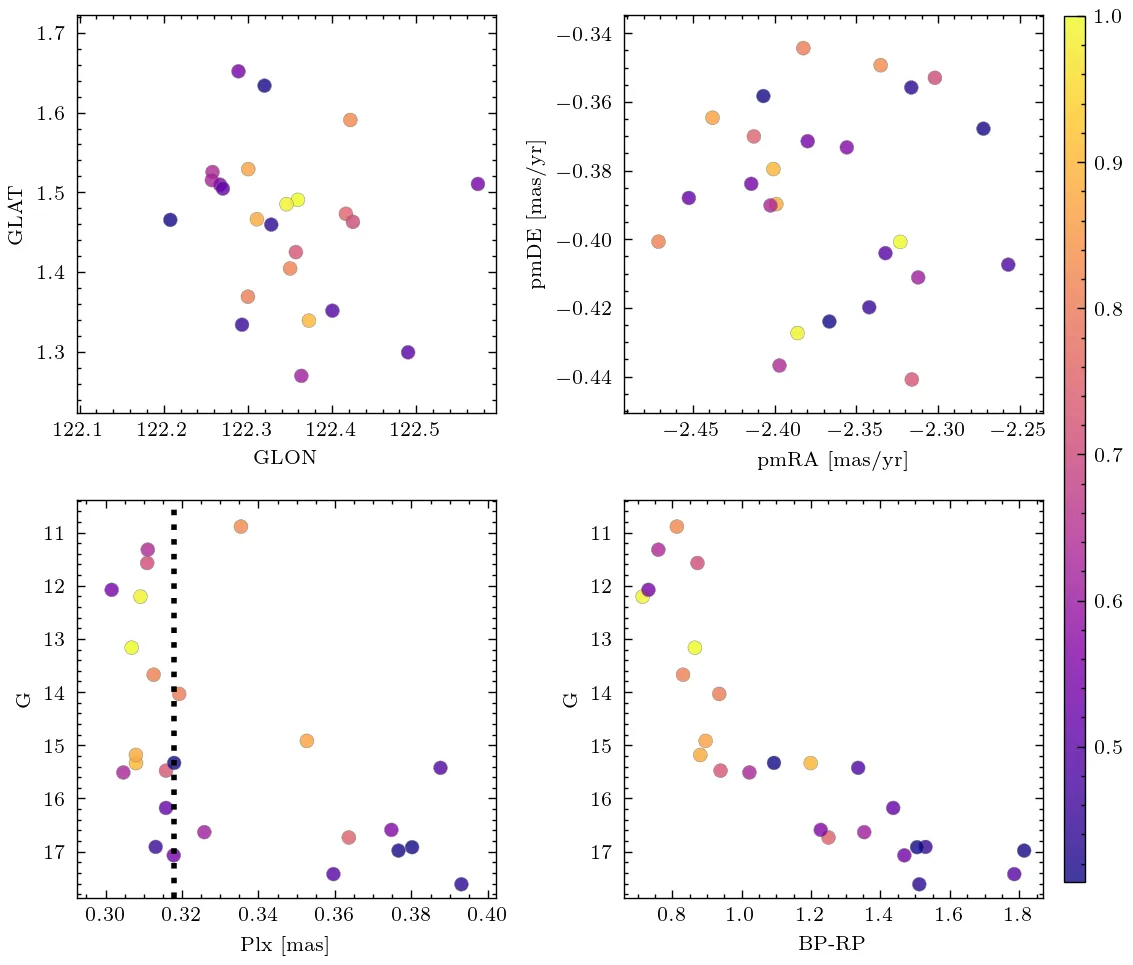 1.7
1.6
1.5
1.4
1.3
GLAT
122.1 122.2 122.3 122.4 122.5
GLON
−0.34
−0.36
−0.38
−0.40
−0.42
−0.44
pmDE [mas/yr]
−2.45 −2.40 −2.35 −2.30 −2.25
pmRA [mas/yr]
1.0
0.9
0.8
0.7
0.6
0.5
11
12
13
14
15
16
17
G
0.30 0.32 0.34 0.36 0.38 0.40
Plx [mas]
11
12
13
14
15
16
17
G
0.8 1.0 1.2 1.4 1.6 1.8
BP-RP